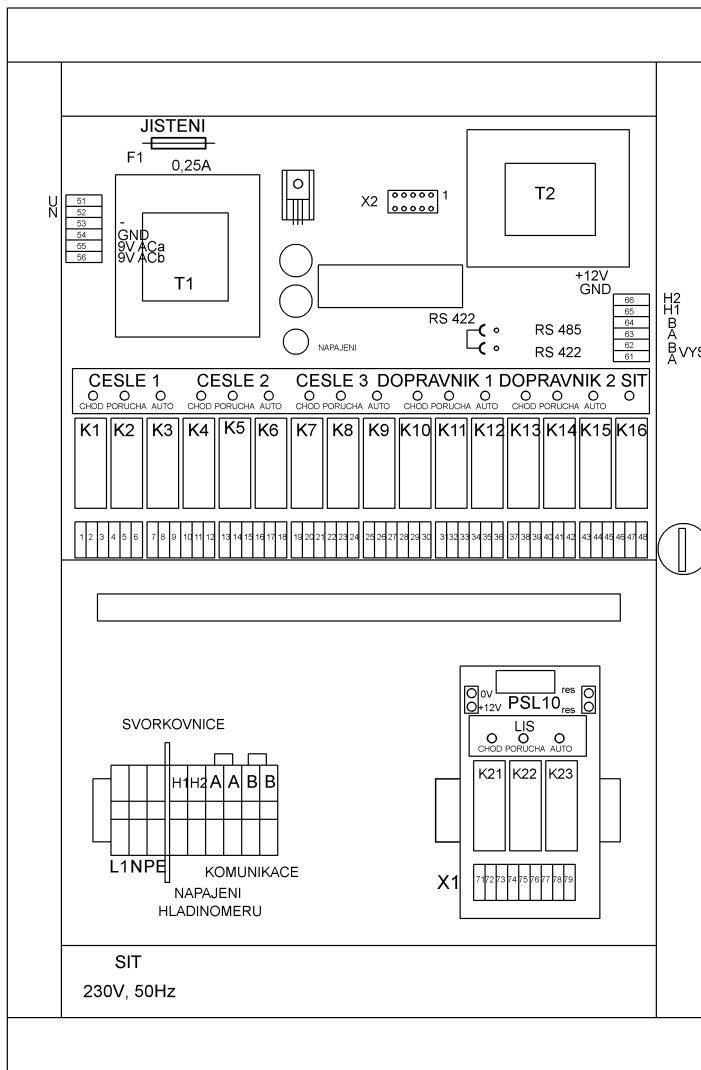 JISTENI
F1
0,25A
U
N
51
52
53
54
55
56
-
GND
9V ACa
9V ACb
T1
X2
1
T2
+12V
GND
66
65
64
63
62
61
H2
H1
B
A
B
A
VYS
RS 422
RS 485
RS 422
NAPAJENI
CESLE 1 CESLE 2 CESLE 3 DOPRAVNIK 1 DOPRAVNIK 2 SIT
CHOD PORUCHA AUTO CHOD PORUCHA AUTO CHOD PORUCHA AUTO CHOD PORUCHA AUTO CHOD PORUCHA AUTO
K1 K2 K3 K4 K5 K6 K7 K8 K9 K10 K11 K12 K13 K14 K15 K16
1 2 3 4 5 6 7 8 9 10 11 12 13 14 15 16 17 18 19 20 21 22 23 24 25 26 27 28 29 30 31 32 33 34 35 36 37 38 39 40 41 42 43 44 45 46 47 48
SVORKOVNICE
H1 H2 A A B B
L1 N PE
KOMUNIKACE
NAPAJENI
HLADINOMERU
0V
+12V
PSL10
res
res
LIS
CHOD PORUCHA AUTO
K21 K22 K23
X1
71 72 73 74 75 76 77 78 79
SIT
230V, 50Hz